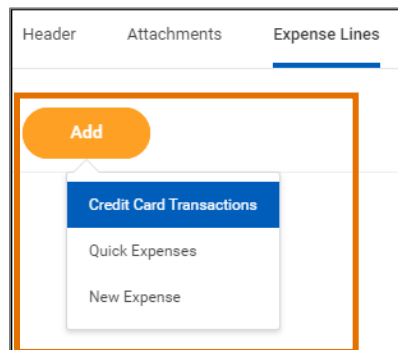 Header Attachments Expense Lines
Add
Credit Card Transactions
Quick Expenses
New Expense